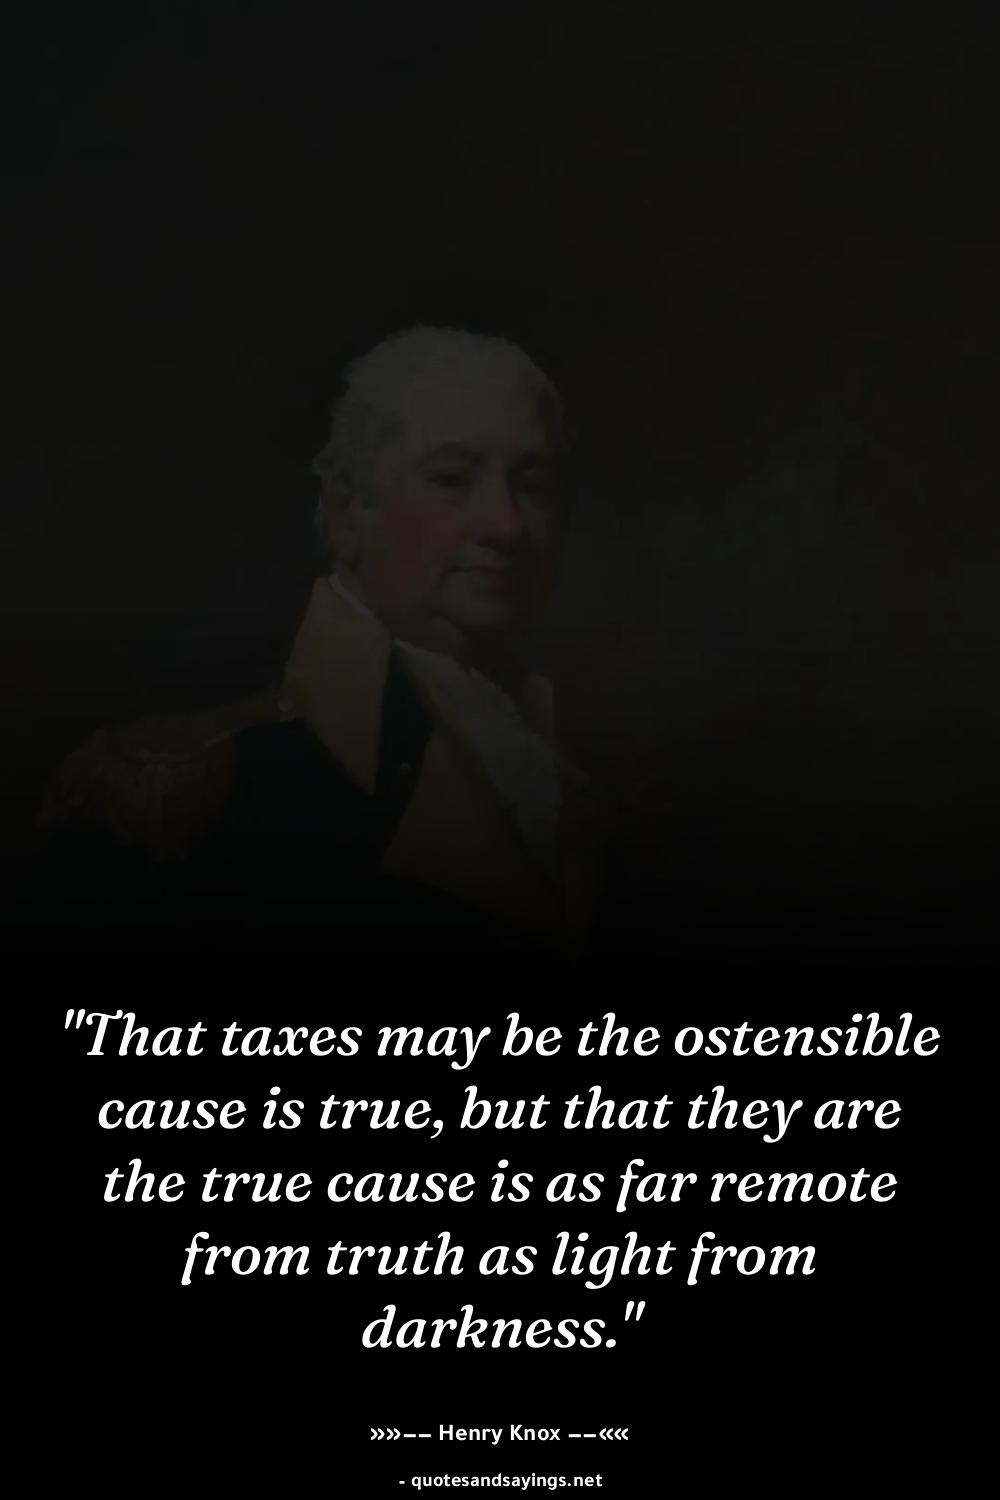 "That taxes may be the ostensible
cause is true, but that they are
the true cause is as far remote
from truth as light from
darkness."
»»–– Henry Knox ––««
- quotesandsayings.net